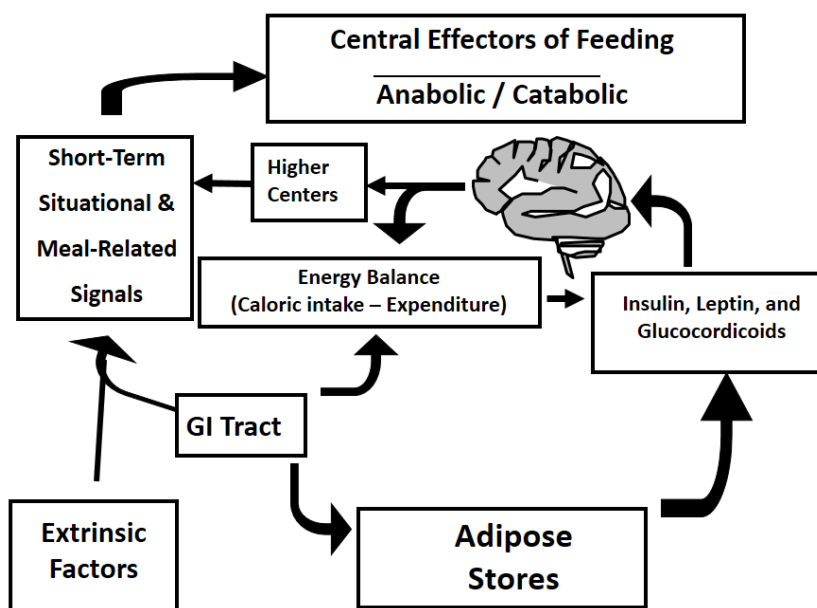 Central Effectors of Feeding
Anabolic / Catabolic
Short-Term
Situational &
Meal-Related
Signals
Higher
Centers
Energy Balance
(Caloric intake – Expenditure)
Insulin, Leptin, and
Glucocordicoids
GI Tract
Extrinsic
Factors
Adipose
Stores